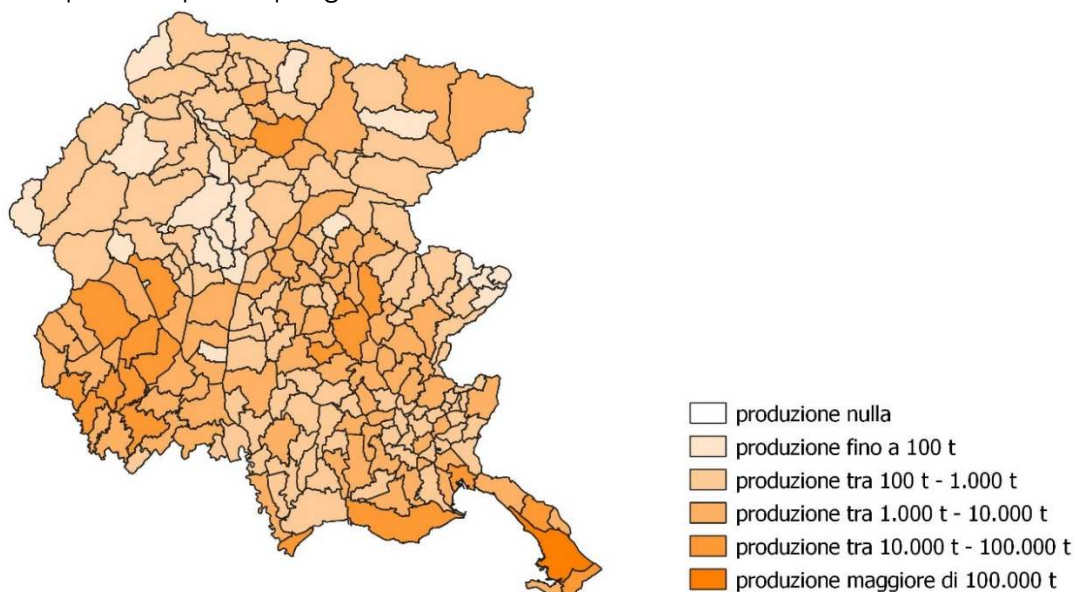 produzione nulla
produzione fino a 100 t
produzione tra 100 t - 1.000 t
produzione tra 1.000 t - 10.000 t
produzione tra 10.000 t - 100.000 t
produzione maggiore di 100.000 t